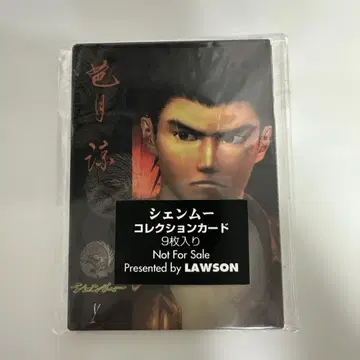 芭月
涼
シェンムー
コレクションカード
9枚入り
Not For Sale
Presented by LAWSON